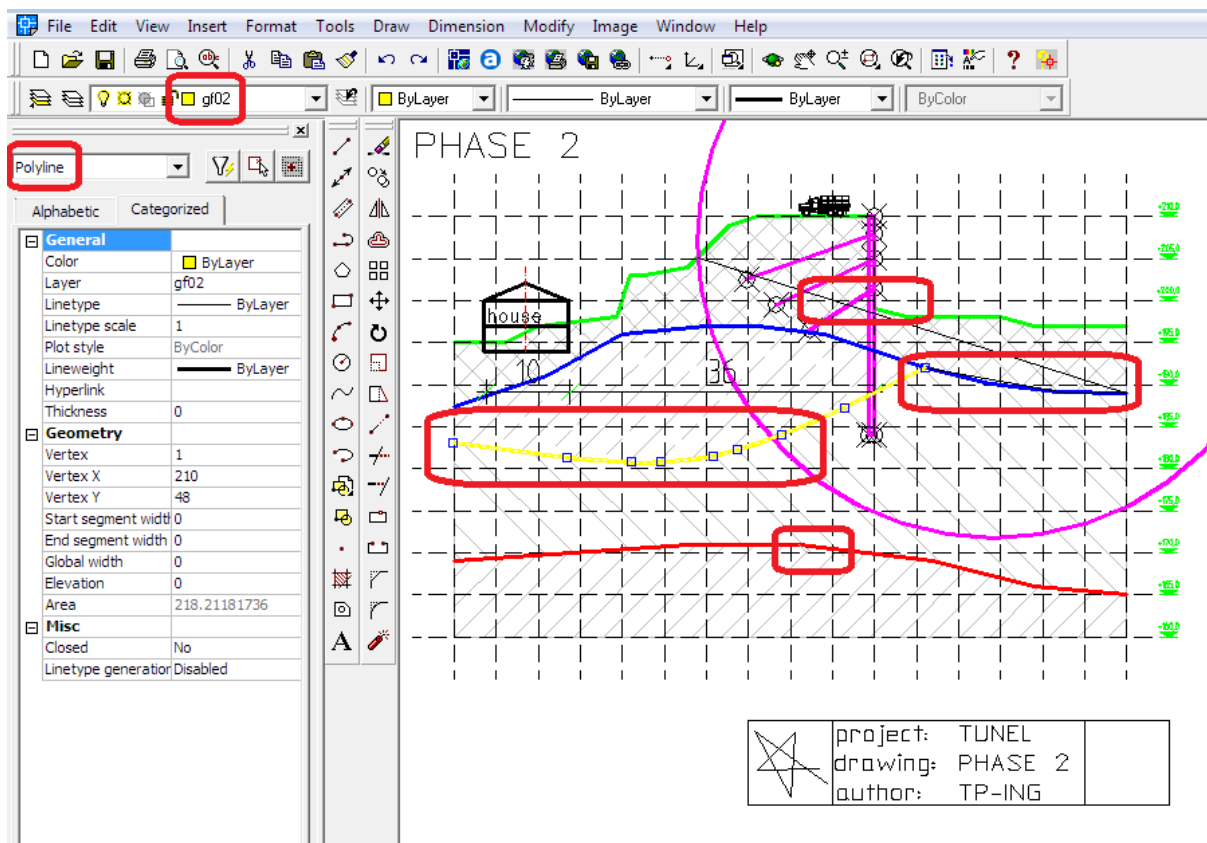 File Edit View Insert Format Tools Draw Dimension Modify Image Window Help
gf02 ByLayer ByLayer ByLayer ByColor
Polyline
Alphabetic Categorized
General
Color ByLayer
Layer gf02
Linetype ByLayer
Linetype scale 1
Plot style ByColor
Lineweight ByLayer
Hyperlink
Thickness 0
Geometry
Vertex 1
Vertex X 210
Vertex Y 48
Start segment widt 0
End segment width 0
Global width 0
Elevation 0
Area 218.21181736
Misc
Closed No
Linetype generation Disabled
PHASE 2
house
10 36
project: TUNEL
drawing: PHASE 2
author: TP-ING